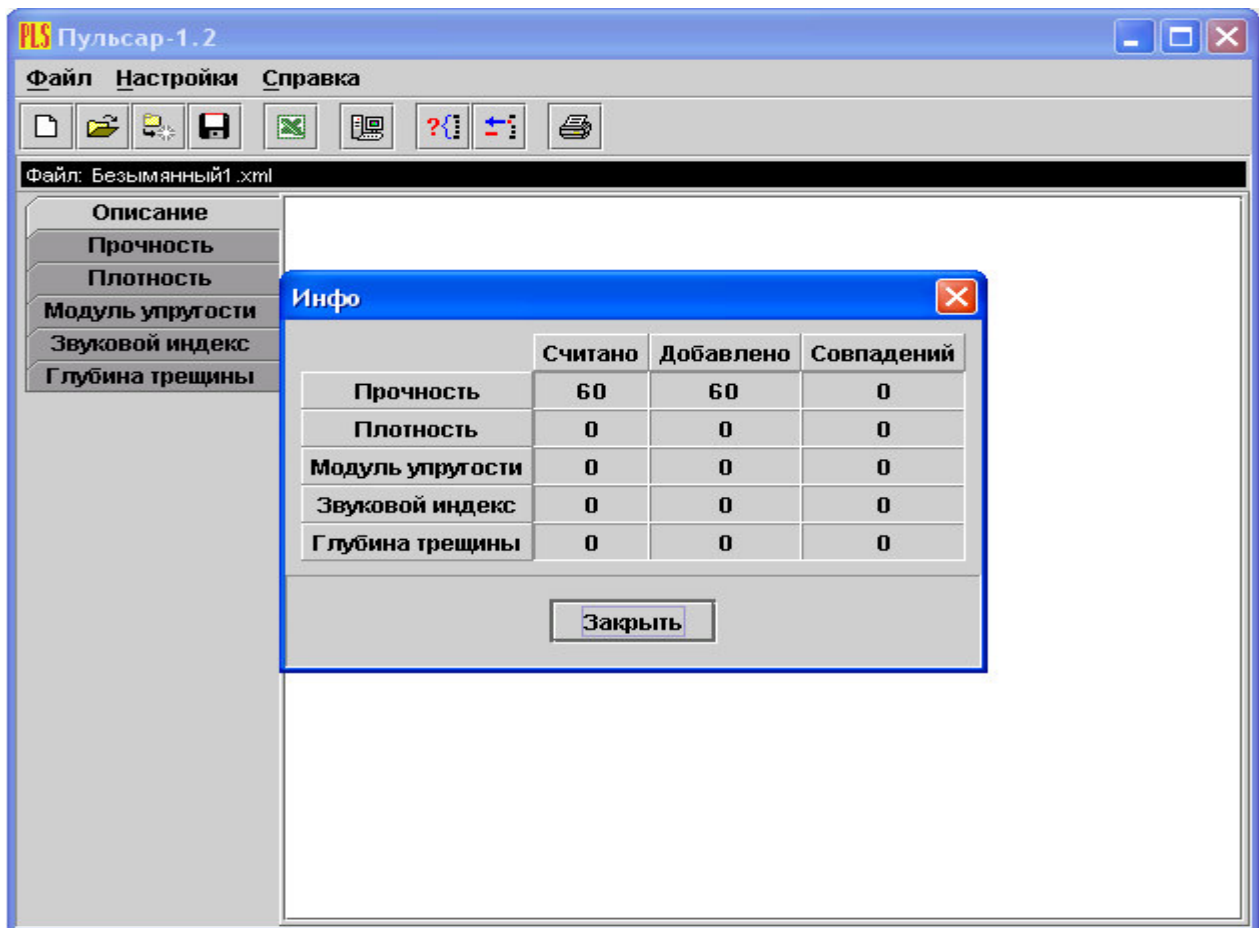 PLS Пульсар-1.2
Файл Настройки Справка
?{
Файл: Безымянный1.xml
Описание
Прочность
Плотность
Модуль упругости
Звуковой индекс
Глубина трещины
Инфо
Считано Добавлено Совпадений
Прочность 60 60 0
Плотность 0 0 0
Модуль упругости 0 0 0
Звуковой индекс 0 0 0
Глубина трещины 0 0 0
Закрыть